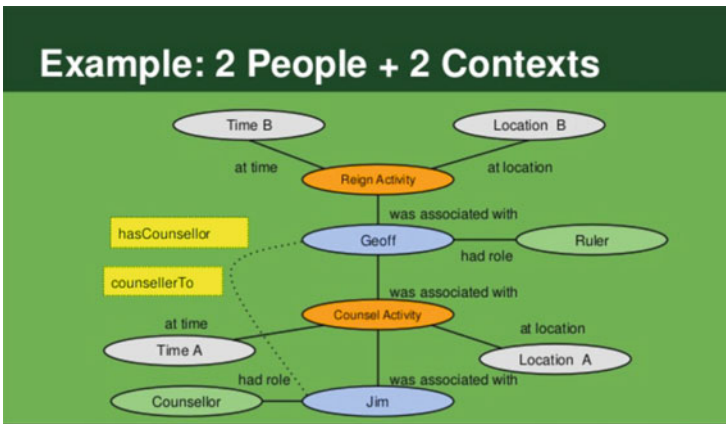 Example: 2 People + 2 Contexts
Time B
Location B
at time
at location
Reign Activity
was associated with
hasCounsellor
Geoff
Ruler
had role
counsellerTo
was associated with
Counsel Activity
at time
at location
Time A
Location A
had role
was associated with
Counsellor
Jim